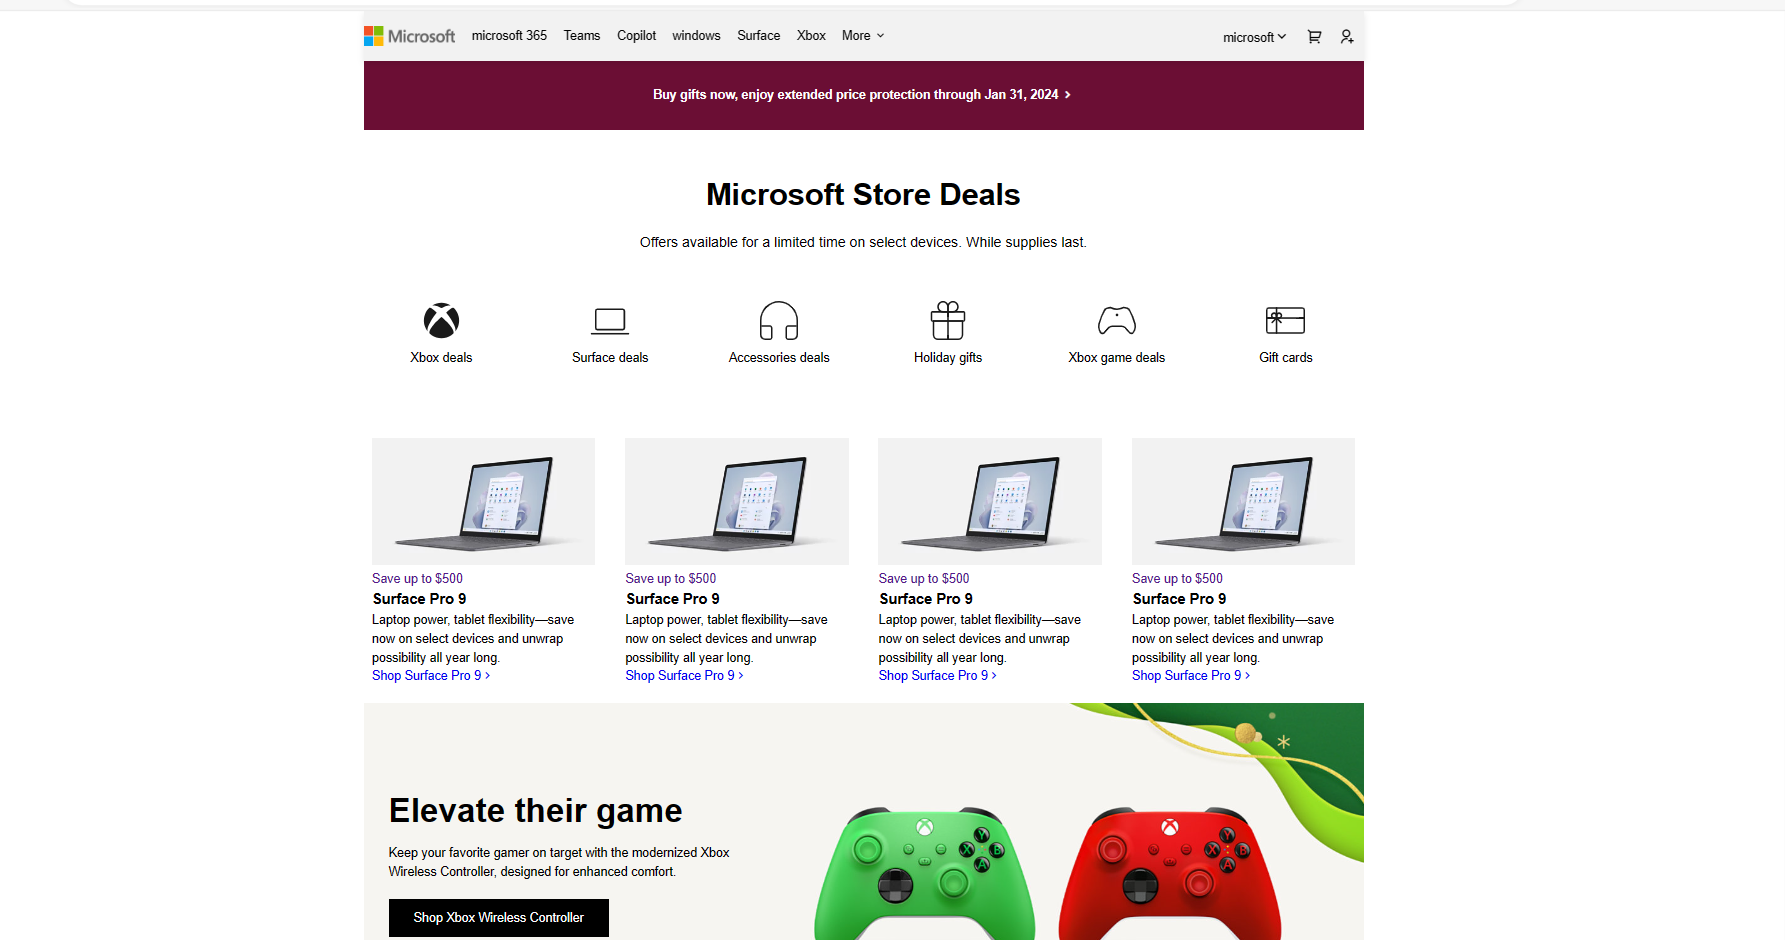 Microsoft microsoft 365 Teams Copilot windows Surface Xbox More microsoft
Buy gifts now, enjoy extended price protection through Jan 31, 2024
Microsoft Store Deals
Offers available for a limited time on select devices. While supplies last.
Xbox deals Surface deals Accessories deals Holiday gifts Xbox game deals Gift cards
Save up to $500
Surface Pro 9
Laptop power, tablet flexibility—save
now on select devices and unwrap
possibility all year long.
Shop Surface Pro 9
Save up to $500
Surface Pro 9
Laptop power, tablet flexibility—save
now on select devices and unwrap
possibility all year long.
Shop Surface Pro 9
Save up to $500
Surface Pro 9
Laptop power, tablet flexibility—save
now on select devices and unwrap
possibility all year long.
Shop Surface Pro 9
Save up to $500
Surface Pro 9
Laptop power, tablet flexibility—save
now on select devices and unwrap
possibility all year long.
Shop Surface Pro 9
Elevate their game
Keep your favorite gamer on target with the modernized Xbox
Wireless Controller, designed for enhanced comfort.
Shop Xbox Wireless Controller
Y
X B
A
Y
X B
A